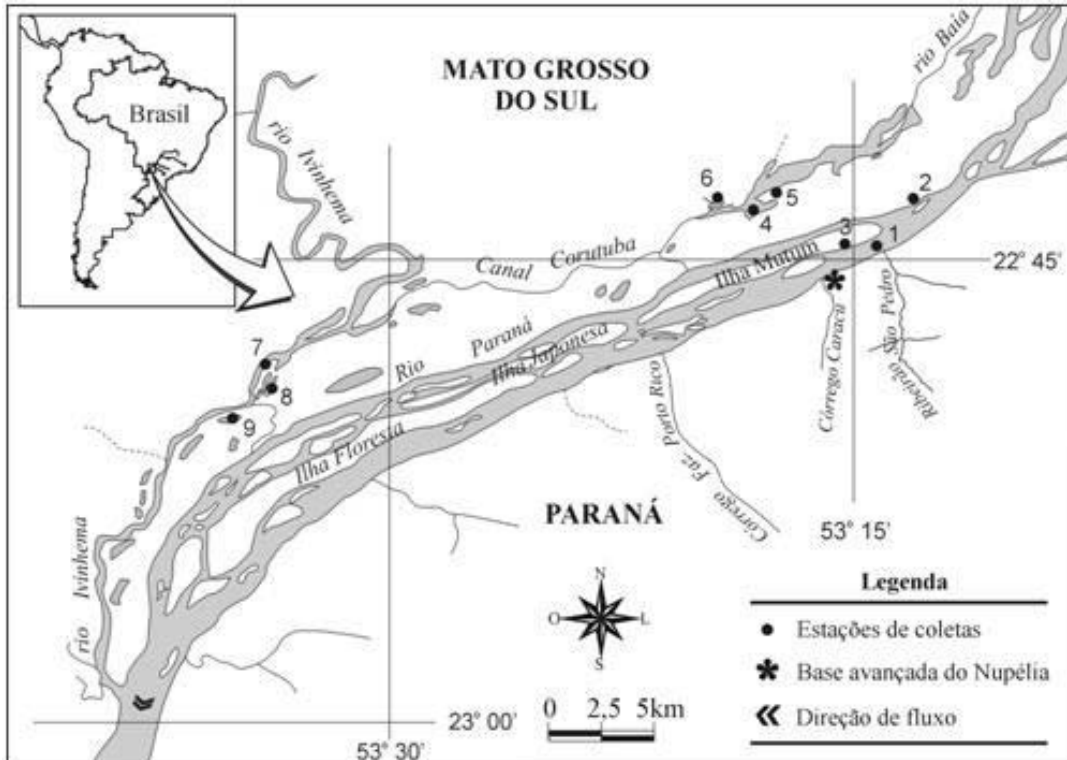 Brasil
MATO GROSSO
DO SUL
rio Baia
rio Ivinhema
6
5
4
2
3
1
Ilha Mutum
22 45'
Canal Corutuba
Rio Paraná
Ilha Japonesa
Córrego Caracu
Ribeirão São Pedro
7
8
9
Ilha Floresta
Córrego Faz Porto Rico
PARANÁ
53° 15'
rio Ivinhema
N
O
L
S
0 2,5 5km
23 00'
53° 30'
Legenda
Estações de coletas
Base avançada do Nupélia
Direção de fluxo